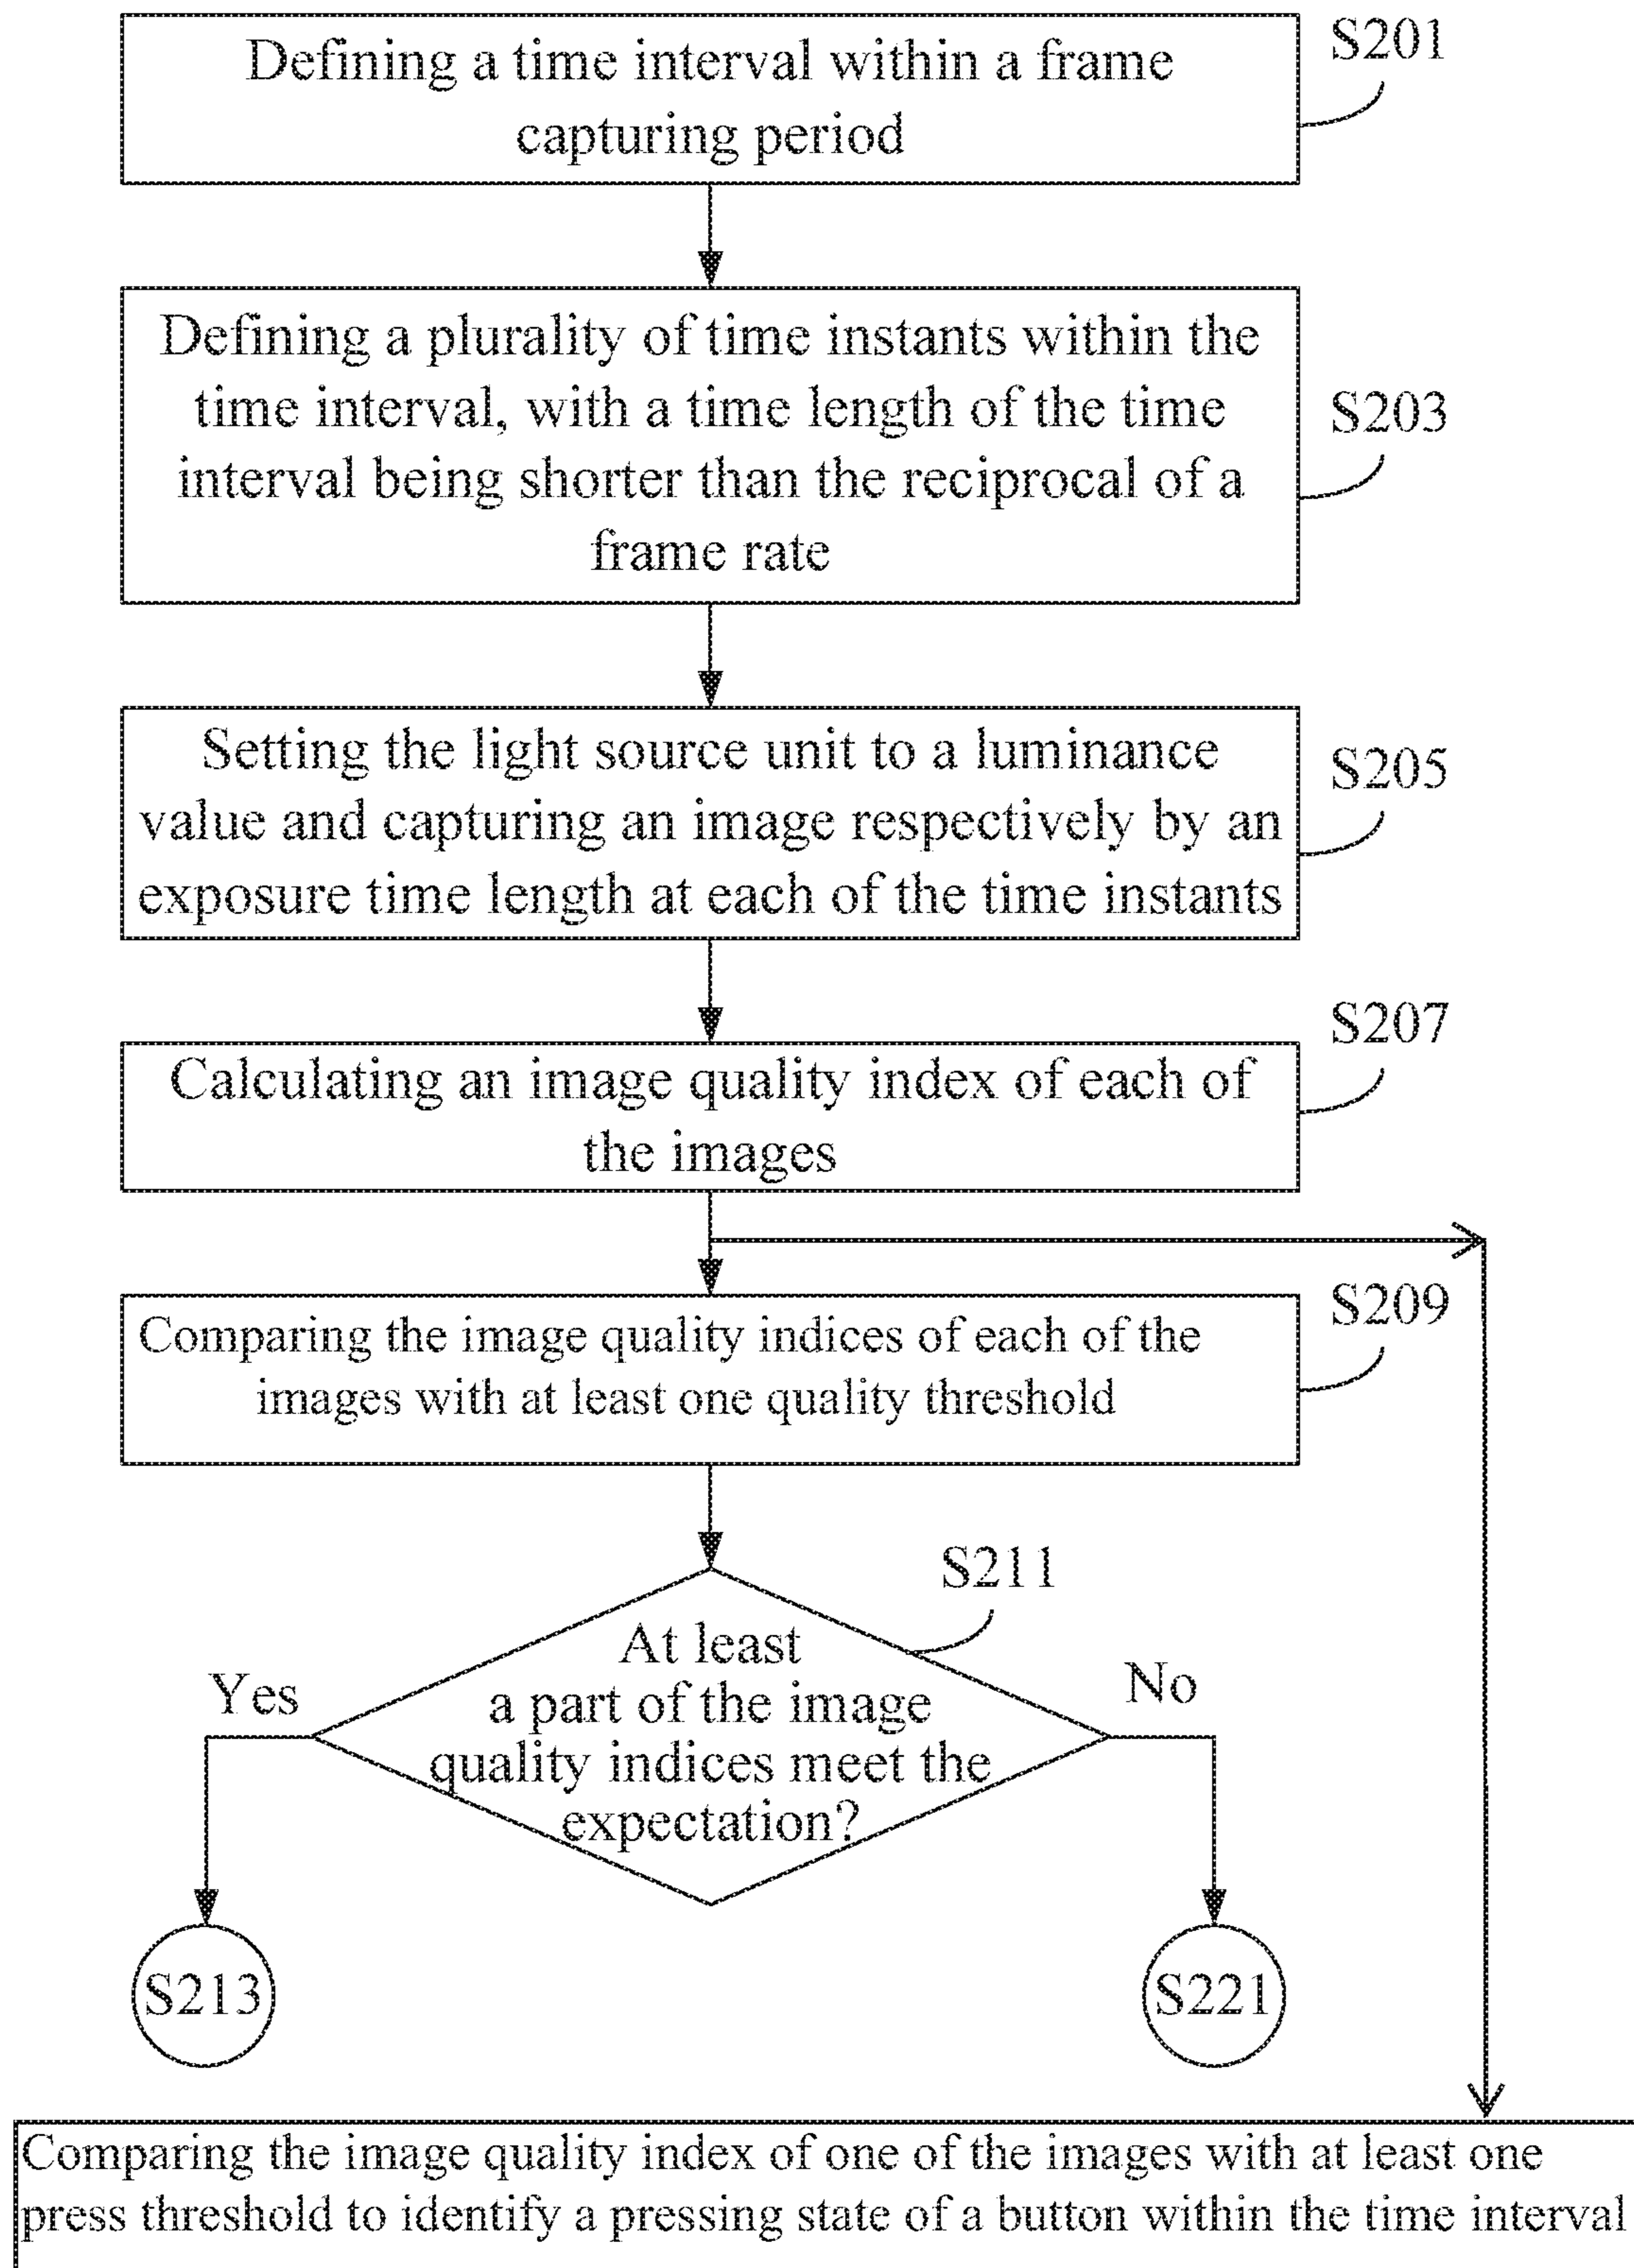 Defining a time interval within a frame
capturing period
S201
Defining a plurality of time instants within the
time interval, with a time length of the time
interval being shorter than the reciprocal of a
frame rate
S203
Setting the light source unit to a luminance
value and capturing an image respectively by an
exposure time length at each of the time instants
S205
Calculating an image quality index of each of
the images
S207
Comparing the image quality indices of each of the
images with at least one quality threshold
S209
At least
a part of the image
quality indices meet the
expectation?
S211
Yes
No
S213
S221
Comparing the image quality index of one of the images with at least one
press threshold to identify a pressing state of a button within the time interval